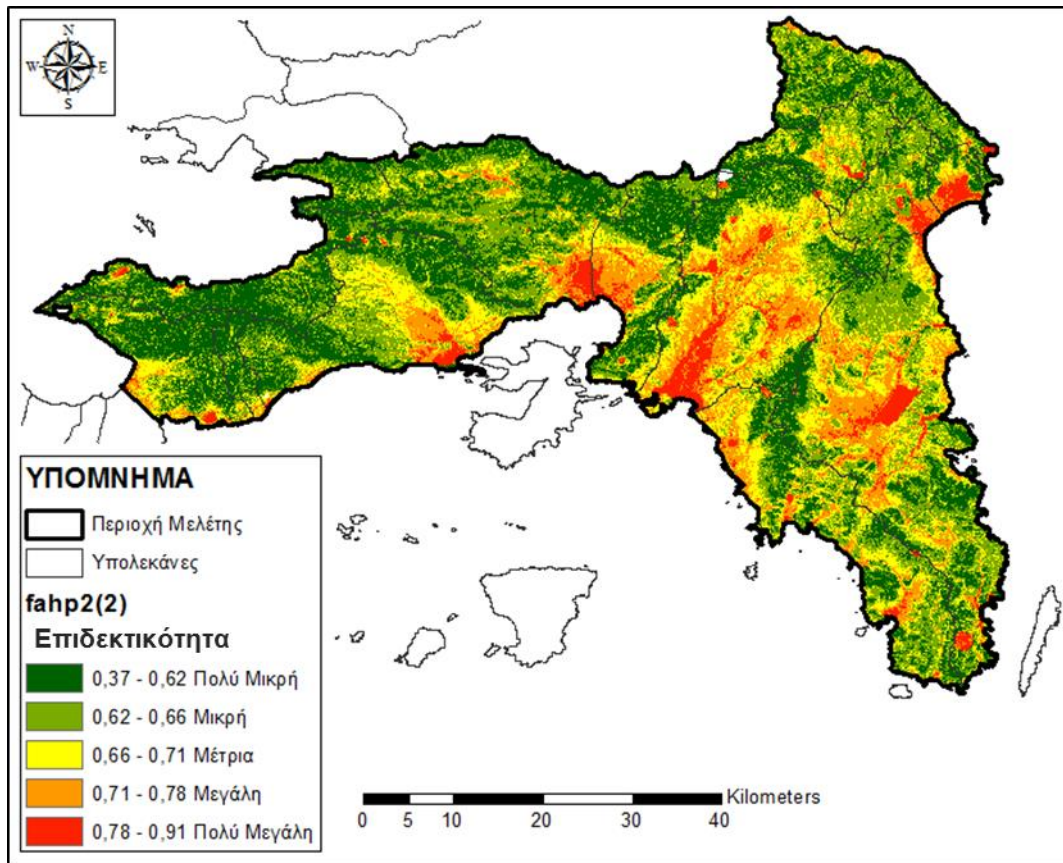 N
W E
S
ΥΠΟΜΝΗΜΑ
Περιοχή Μελέτης
Υπολεκάνες
fahp2(2)
Επιδεκτικότητα
0,37 - 0,62 Πολύ Μικρή
0,62 - 0,66 Μικρή
0,66 - 0,71 Μέτρια
0,71 - 0,78 Μεγάλη
0,78 - 0,91 Πολύ Μεγάλη
Kilometers
0 5 10 20 30 40